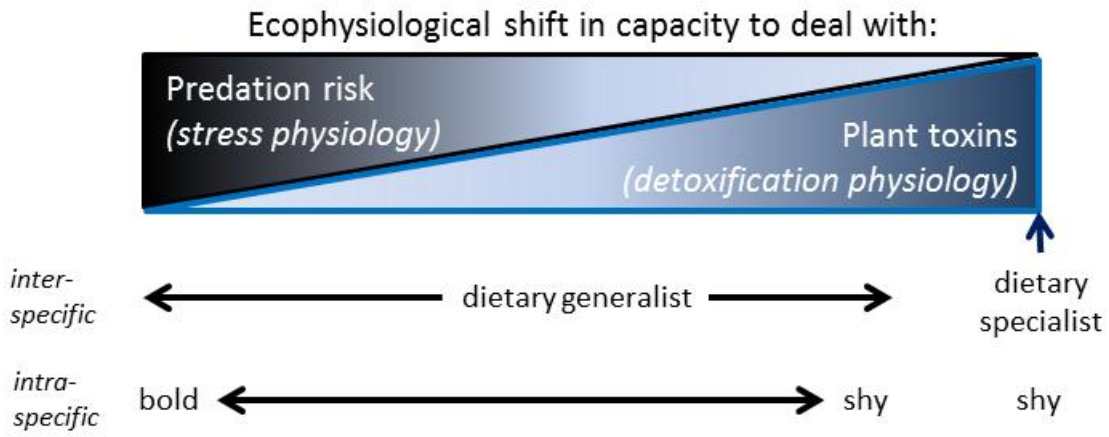 Ecophysiological shift in capacity to deal with:
Predation risk
(stress physiology)
Plant toxins
(detoxification physiology)
inter-
specific
dietary generalist
dietary
specialist
intra-
specific
bold
shy
shy